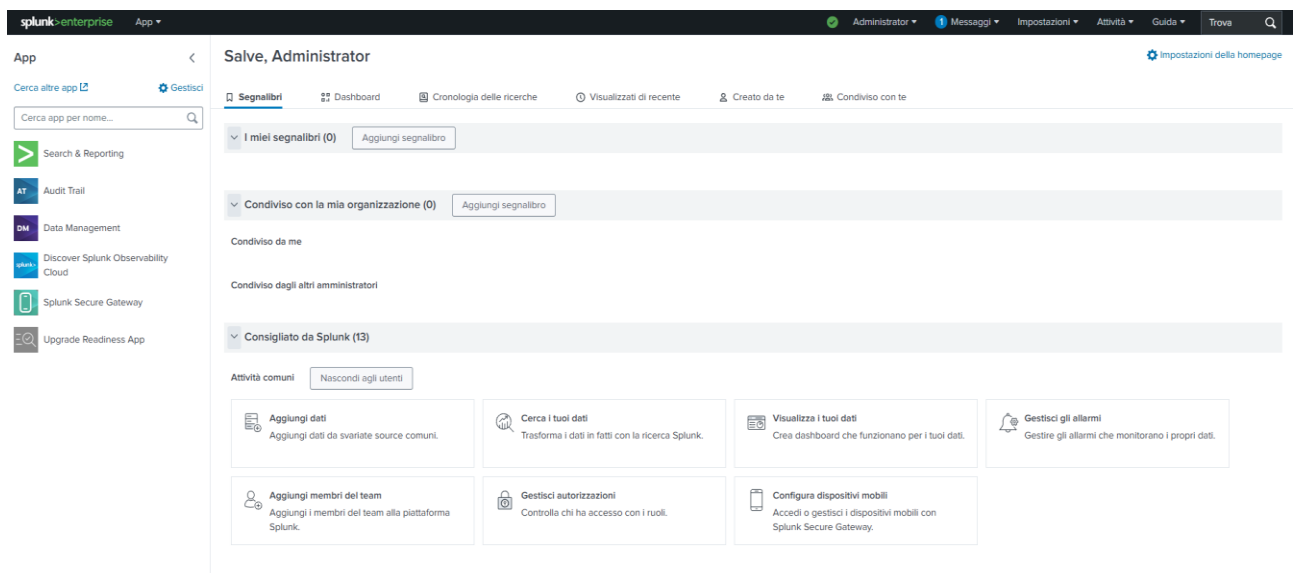 splunk>enterprise App Administrator 1 Messaggi Impostazioni Attività Guida Trova
App
Cerca altre app Gestisci
Cerca app per nome...
Search & Reporting
AT Audit Trail
DM Data Management
splunk> Discover Splunk Observability
Cloud
Splunk Secure Gateway
Upgrade Readiness App
Salve, Administrator
Impostazioni della homepage
Segnalibri Dashboard Cronologia delle ricerche Visualizzati di recente Creato da te Condiviso con te
I miei segnalibri (0) Aggiungi segnalibro
Condiviso con la mia organizzazione (0) Aggiungi segnalibro
Condiviso da me
Condiviso dagli altri amministratori
Consigliato da Splunk (13)
Attività comuni Nascondi agli utenti
Aggiungi dati
Aggiungi dati da svariate source comuni.
Cerca i tuoi dati
Trasforma i dati in fatti con la ricerca Splunk.
Visualizza i tuoi dati
Crea dashboard che funzionano per i tuoi dati.
Gestisci gli allarmi
Gestire gli allarmi che monitorano i propri dati.
Aggiungi membri del team
Aggiungi i membri del team alla piattaforma
Splunk.
Gestisci autorizzazioni
Controlla chi ha accesso con i ruoli.
Configura dispositivi mobili
Accedi o gestisci i dispositivi mobili con
Splunk Secure Gateway.